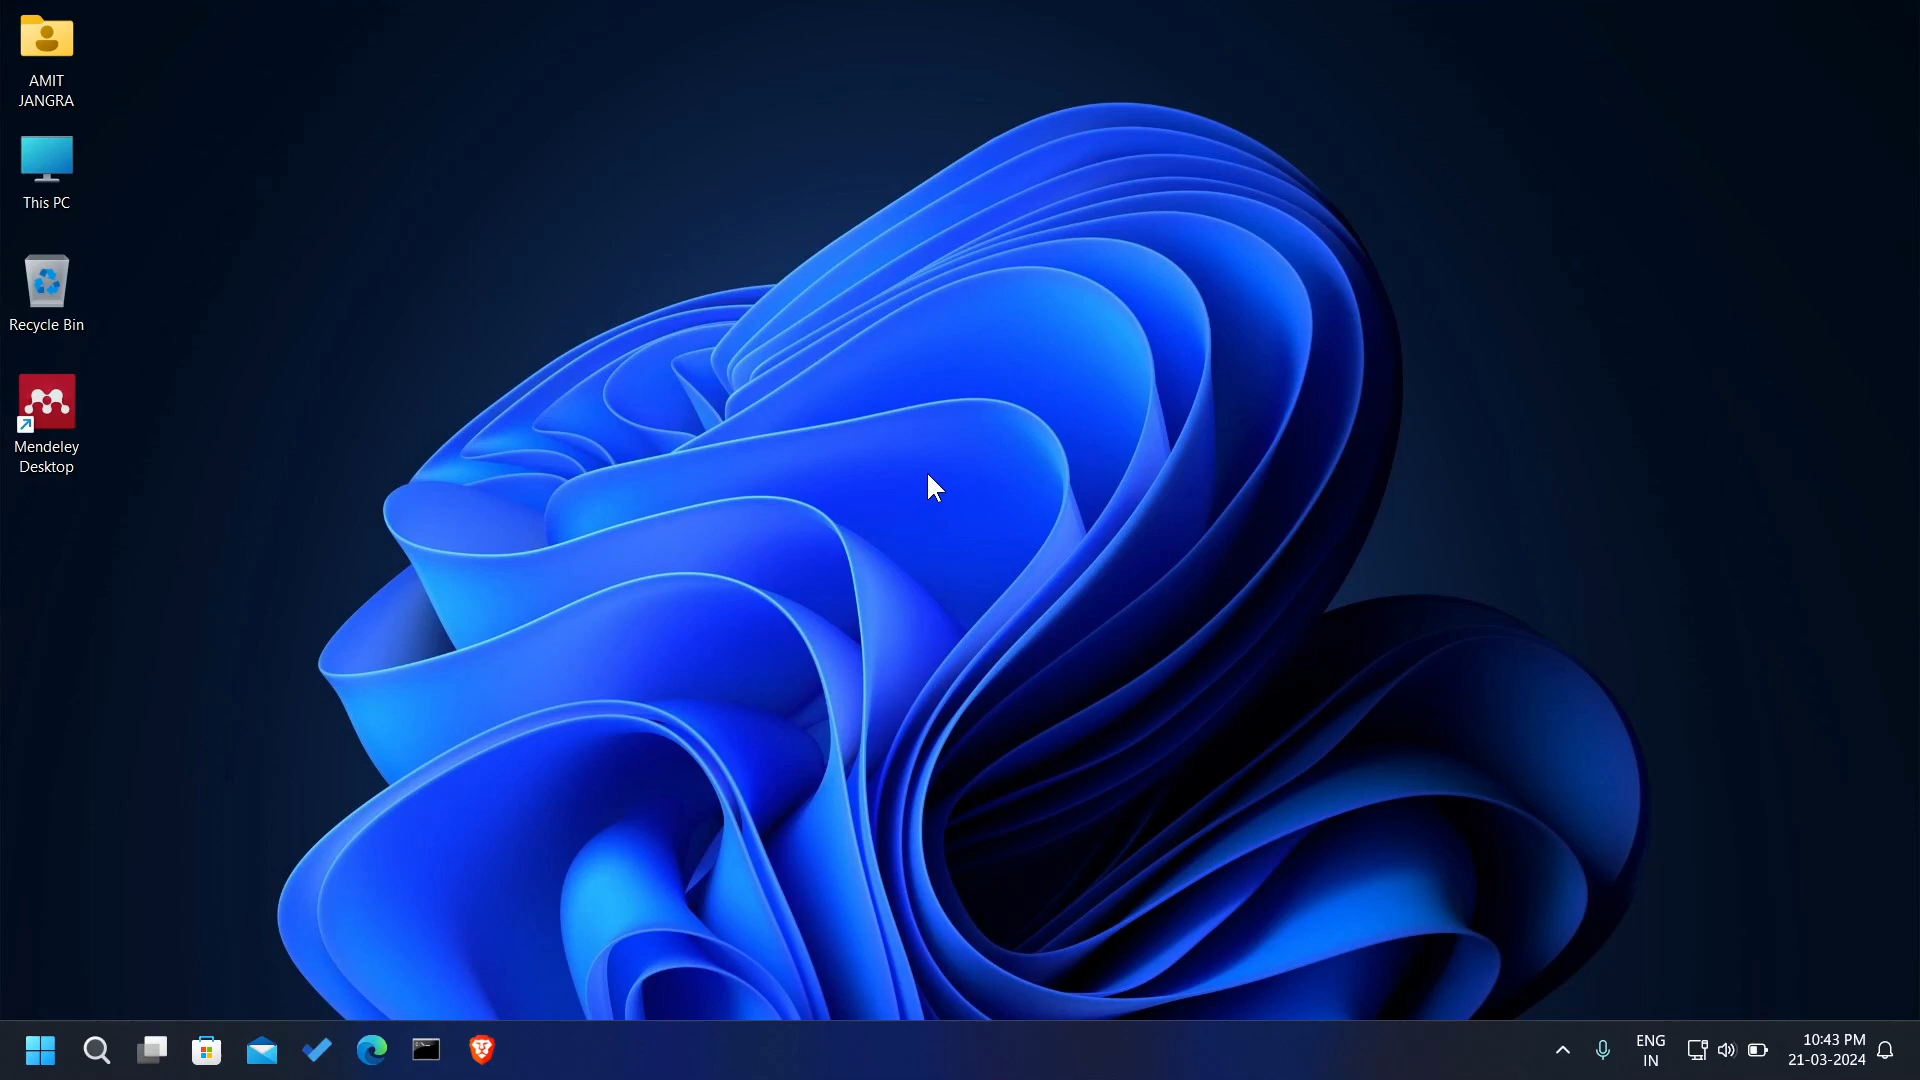 AMIT
JANGRA
This PC
Recycle Bin
Mendeley
Desktop
ENG
IN
10:43 PM
21-03-2024